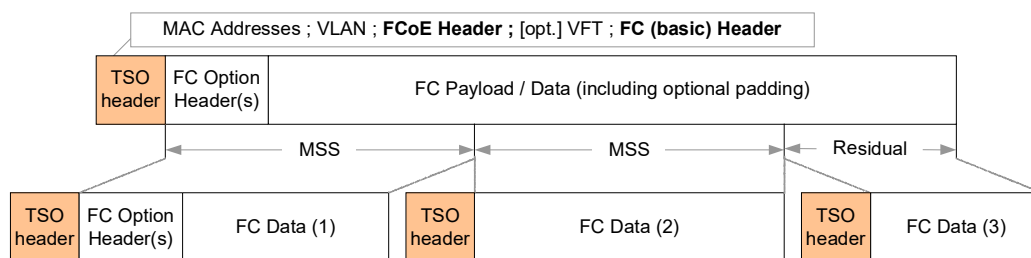 MAC Addresses ; VLAN ; FCoE Header ; [opt.] VFT ; FC (basic) Header
TSO
header
FC Option
Header(s)
FC Payload / Data (including optional padding)
MSS
MSS
Residual
TSO
header
FC Option
Header(s)
FC Data (1)
TSO
header
FC Data (2)
TSO
header
FC Data (3)